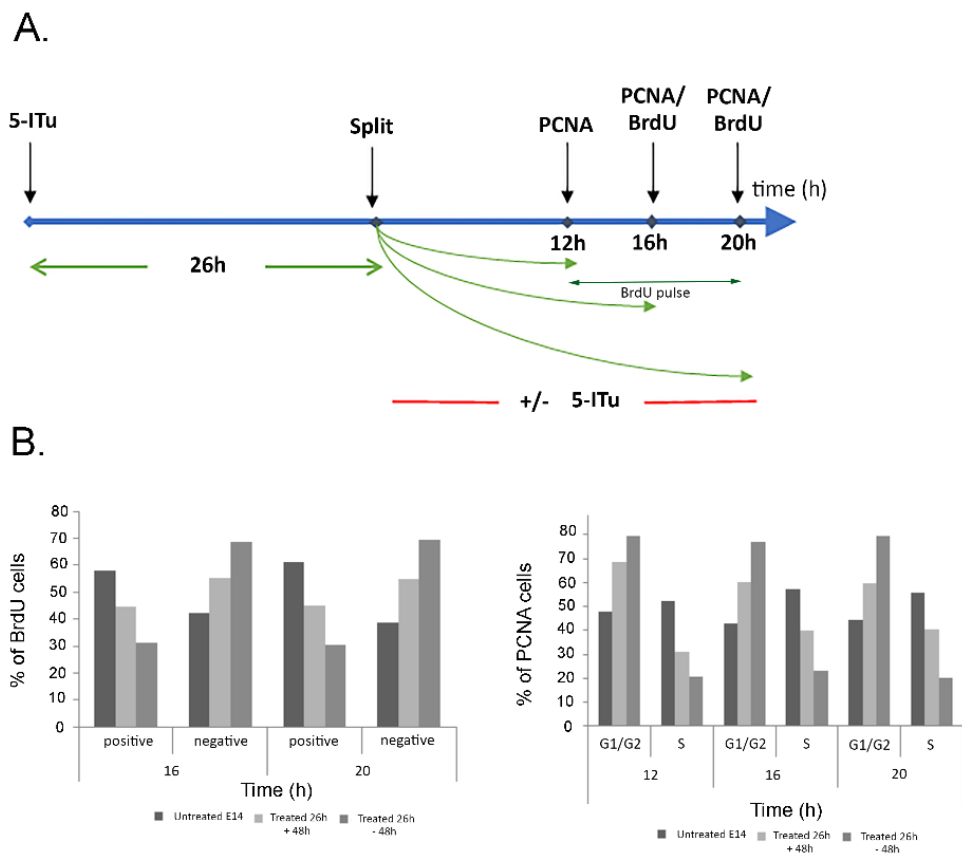 A.
5-ITu
Split
PCNA
PCNA/
BrdU
PCNA/
BrdU
time (h)
12h
16h
20h
26h
BrdU pulse
+/- 5-ITu
B.
% of BrdU cells
80
70
60
50
40
30
20
10
0
positive negative positive negative
16 20
Time (h)
Untreated E14 Treated 26h Treated 26h
+ 48h - 48h
% of PCNA cells
80
70
60
50
40
30
20
10
0
G1/G2 S G1/G2 S G1/G2 S
12 16 20
Time (h)
Untreated E14 Treated 26h Treated 26h
+ 48h - 48h